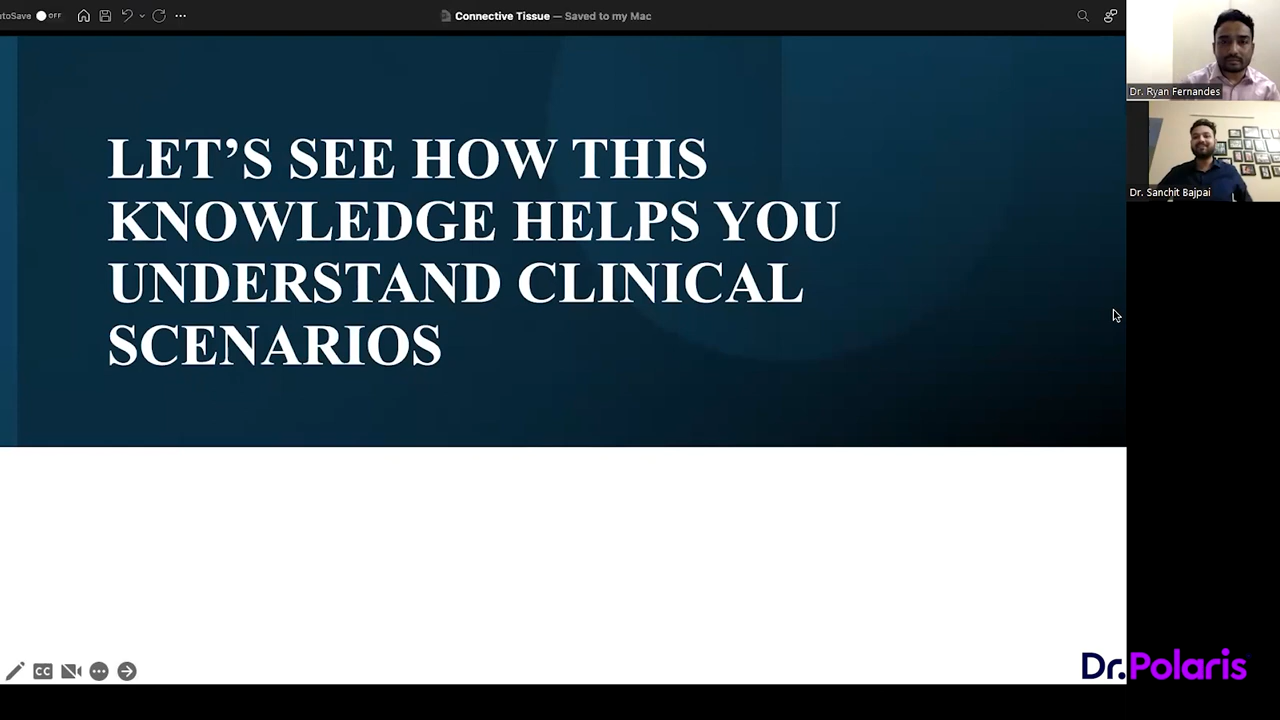 AutoSave OFF
Connective Tissue — Saved to my Mac
LET’S SEE HOW THIS
KNOWLEDGE HELPS YOU
UNDERSTAND CLINICAL
SCENARIOS
Dr. Ryan Fernandes
Dr. Sanchit Bajpai
CC
Dr.Polaris